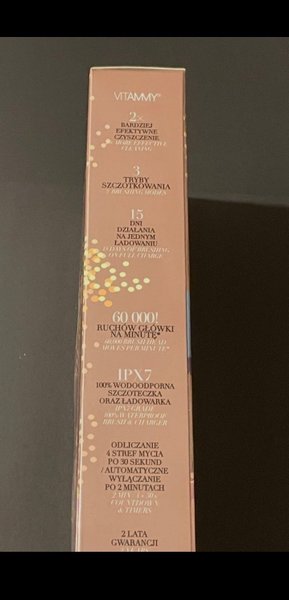 VITAMMY®
2x
BARDZIEJ
EFEKTYWNE
CZYSZCZENIE
MORE EFFECTIVE
CLEANING
3
TRYBY
SZCZOTKOWANIA
3 BRUSHING MODES
15
DNI
DZIAŁANIA
NA JEDNYM
ŁADOWANIU
15 DAYS OF BRUSHING
ON FULL CHARGE
60 000!
RUCHÓW GŁÓWKI
NA MINUTĘ*
60,000 BRUSH HEAD
MOVES PER MINUTE*
IPX7
100% WODOODPORNA
SZCZOTECZKA
ORAZ ŁADOWARKA
IPX7 GRADE
100% WATERPROOF
BRUSH & CHARGER
ODLICZANIE
4 STREF MYCIA
PO 30 SEKUND
/ AUTOMATYCZNE
WYŁĄCZANIE
PO 2 MINUTACH
2 MIN
COUNTDOWN
& TIMERS
2 LATA
GWARANCJI